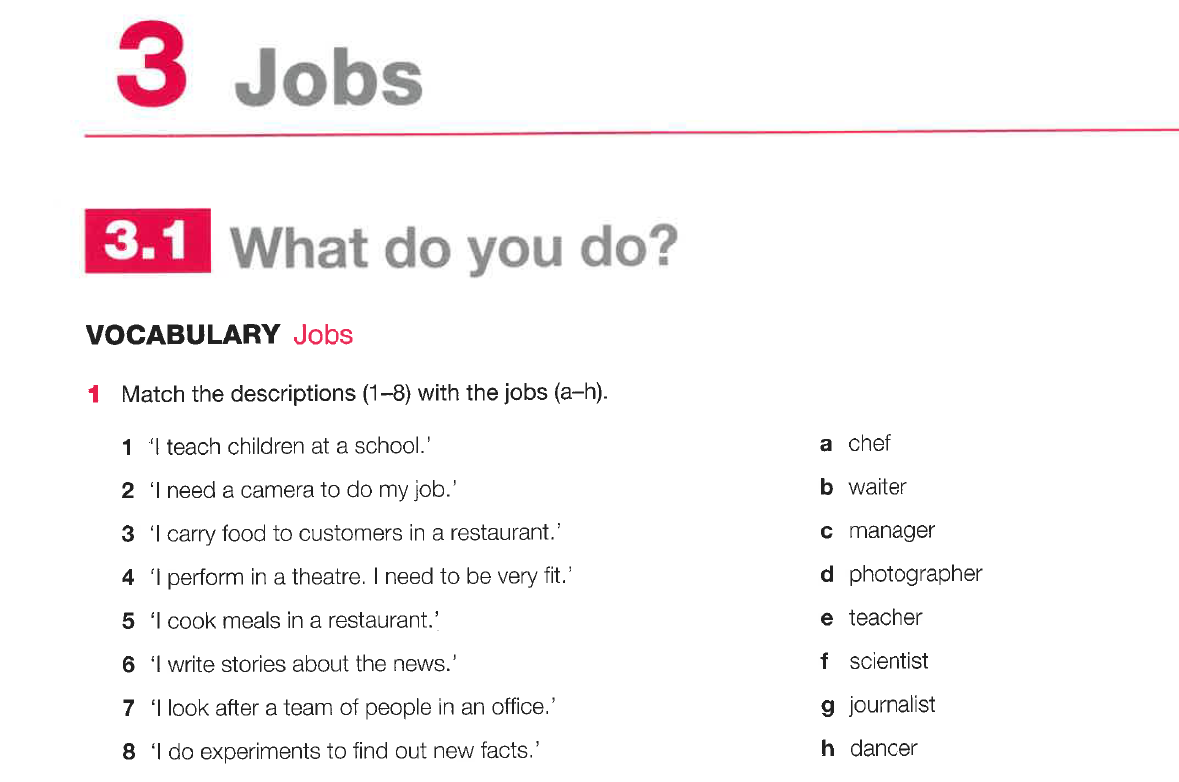 3 Jobs
3.1 What do you do?
VOCABULARY Jobs
1 Match the descriptions (1–8) with the jobs (a–h).
1 ‘I teach children at a school.’
a chef
2 ‘I need a camera to do my job.’
b waiter
3 ‘I carry food to customers in a restaurant.’
c manager
4 ‘I perform in a theatre. I need to be very fit.’
d photographer
5 ‘I cook meals in a restaurant.’
e teacher
6 ‘I write stories about the news.’
f scientist
7 ‘I look after a team of people in an office.’
g journalist
8 ‘I do experiments to find out new facts.’
h dancer